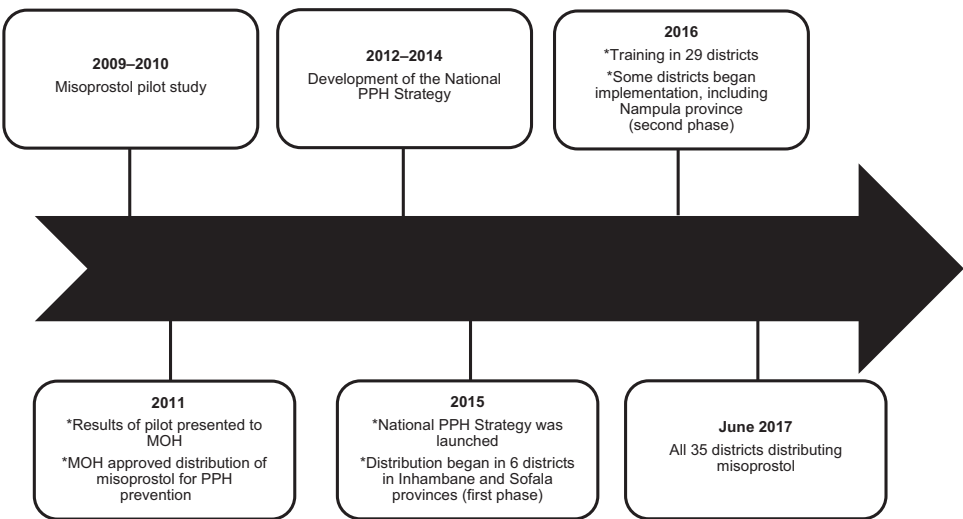 2009–2010
Misoprostol pilot study
2012–2014
Development of the National
PPH Strategy
2016
*Training in 29 districts
*Some districts began
implementation, including
Nampula province
(second phase)
2011
*Results of pilot presented to
MOH
*MOH approved distribution of
misoprostol for PPH
prevention
2015
*National PPH Strategy was
launched
*Distribution began in 6 districts
in Inhambane and Sofala
provinces (first phase)
June 2017
All 35 districts distributing
misoprostol